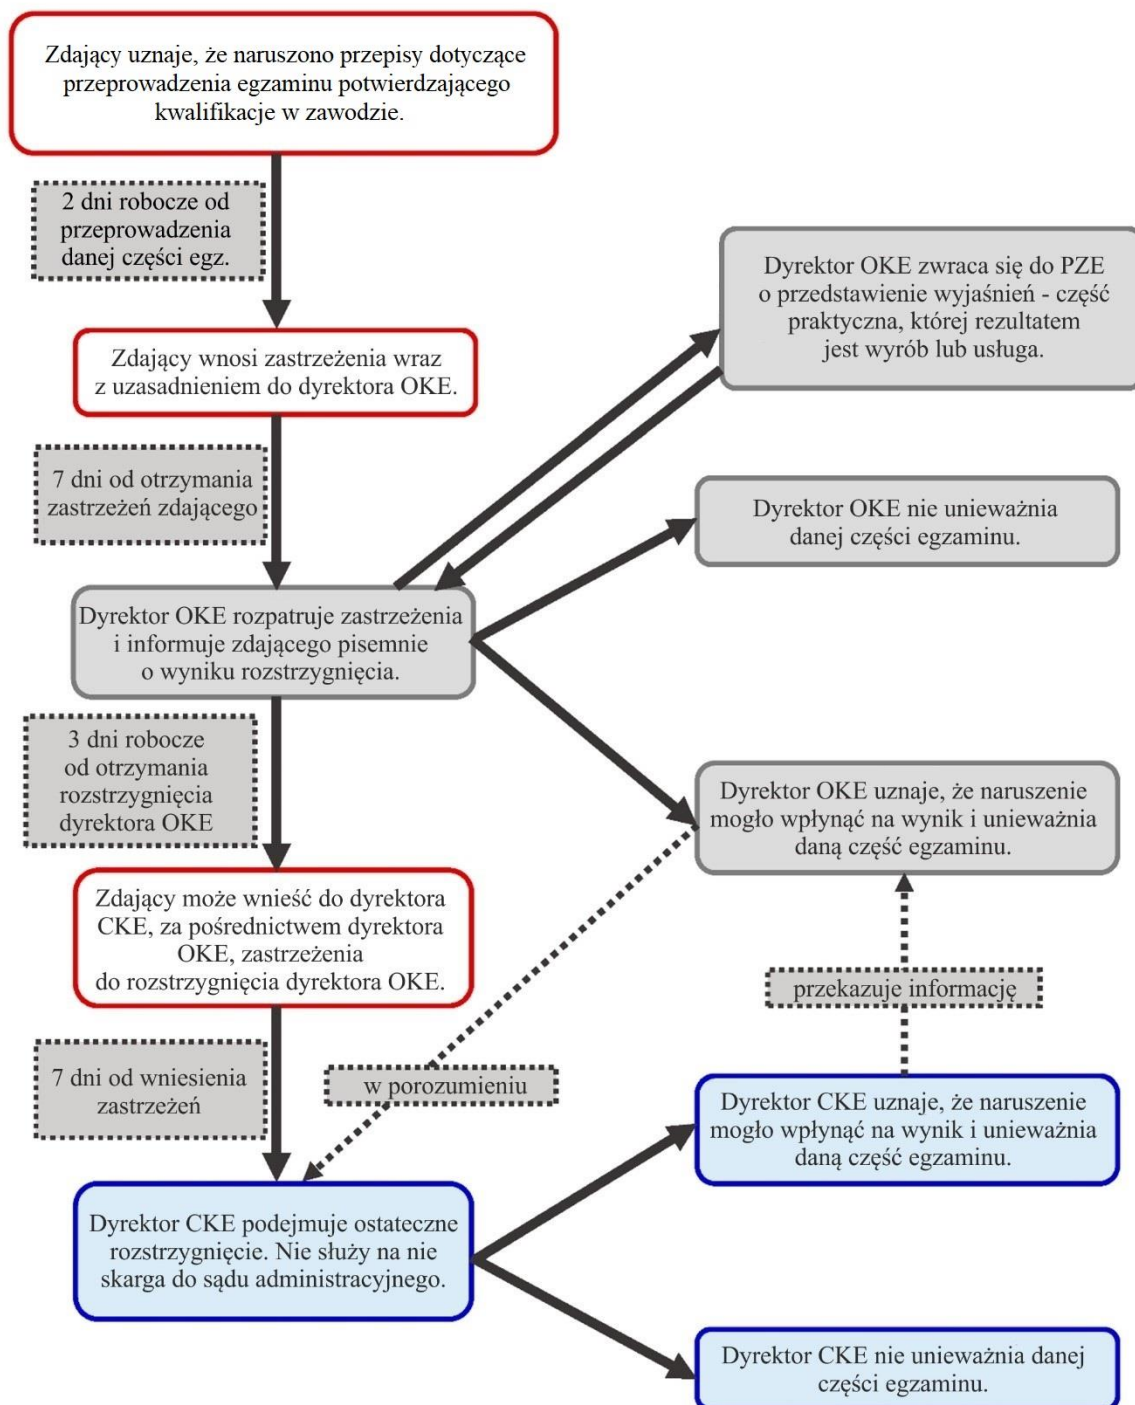 Zdający uznaje, że naruszono przepisy dotyczące
przeprowadzenia egzaminu potwierdzającego
kwalifikacje w zawodzie.
2 dni robocze od
przeprowadzenia
danej części egz.
Dyrektor OKE zwraca się do PZE
o przedstawienie wyjaśnień - część
praktyczna, której rezultatem
jest wyrób lub usługa.
Zdający wnosi zastrzeżenia wraz
z uzasadnieniem do dyrektora OKE.
7 dni od otrzymania
zastrzeżeń zdającego
Dyrektor OKE nie unieważnia
danej części egzaminu.
Dyrektor OKE rozpatruje zastrzeżenia
i informuje zdającego pisemnie
o wyniku rozstrzygnięcia.
3 dni robocze
od otrzymania
rozstrzygnięcia
dyrektora OKE
Dyrektor OKE uznaje, że naruszenie
mogło wpłynąć na wynik i unieważnia
daną część egzaminu.
Zdający może wnieść do dyrektora
CKE, za pośrednictwem dyrektora
OKE, zastrzeżenia
do rozstrzygnięcia dyrektora OKE.
przekazuje informację
7 dni od wniesienia
zastrzeżeń
w porozumieniu
Dyrektor CKE uznaje, że naruszenie
mogło wpłynąć na wynik i unieważnia
daną część egzaminu.
Dyrektor CKE podejmuje ostateczne
rozstrzygnięcie. Nie służy na nie
skarga do sądu administracyjnego.
Dyrektor CKE nie unieważnia danej
części egzaminu.